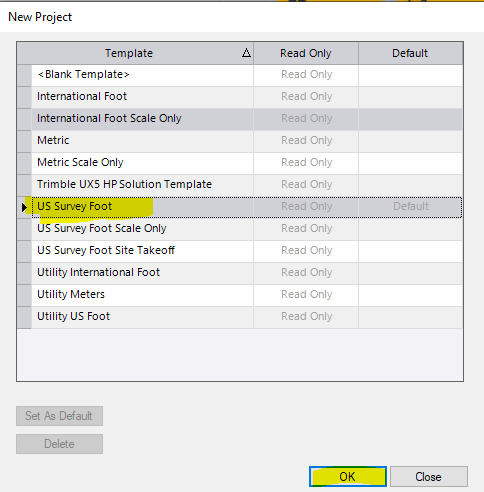 New Project
Template Read Only Default
<Blank Template> Read Only
International Foot Read Only
International Foot Scale Only Read Only
Metric Read Only
Metric Scale Only Read Only
Trimble UX5 HP Solution Template Read Only
US Survey Foot Read Only Default
US Survey Foot Scale Only Read Only
US Survey Foot Site Takeoff Read Only
Utility International Foot Read Only
Utility Meters Read Only
Utility US Foot Read Only
Set As Default
Delete
OK Close